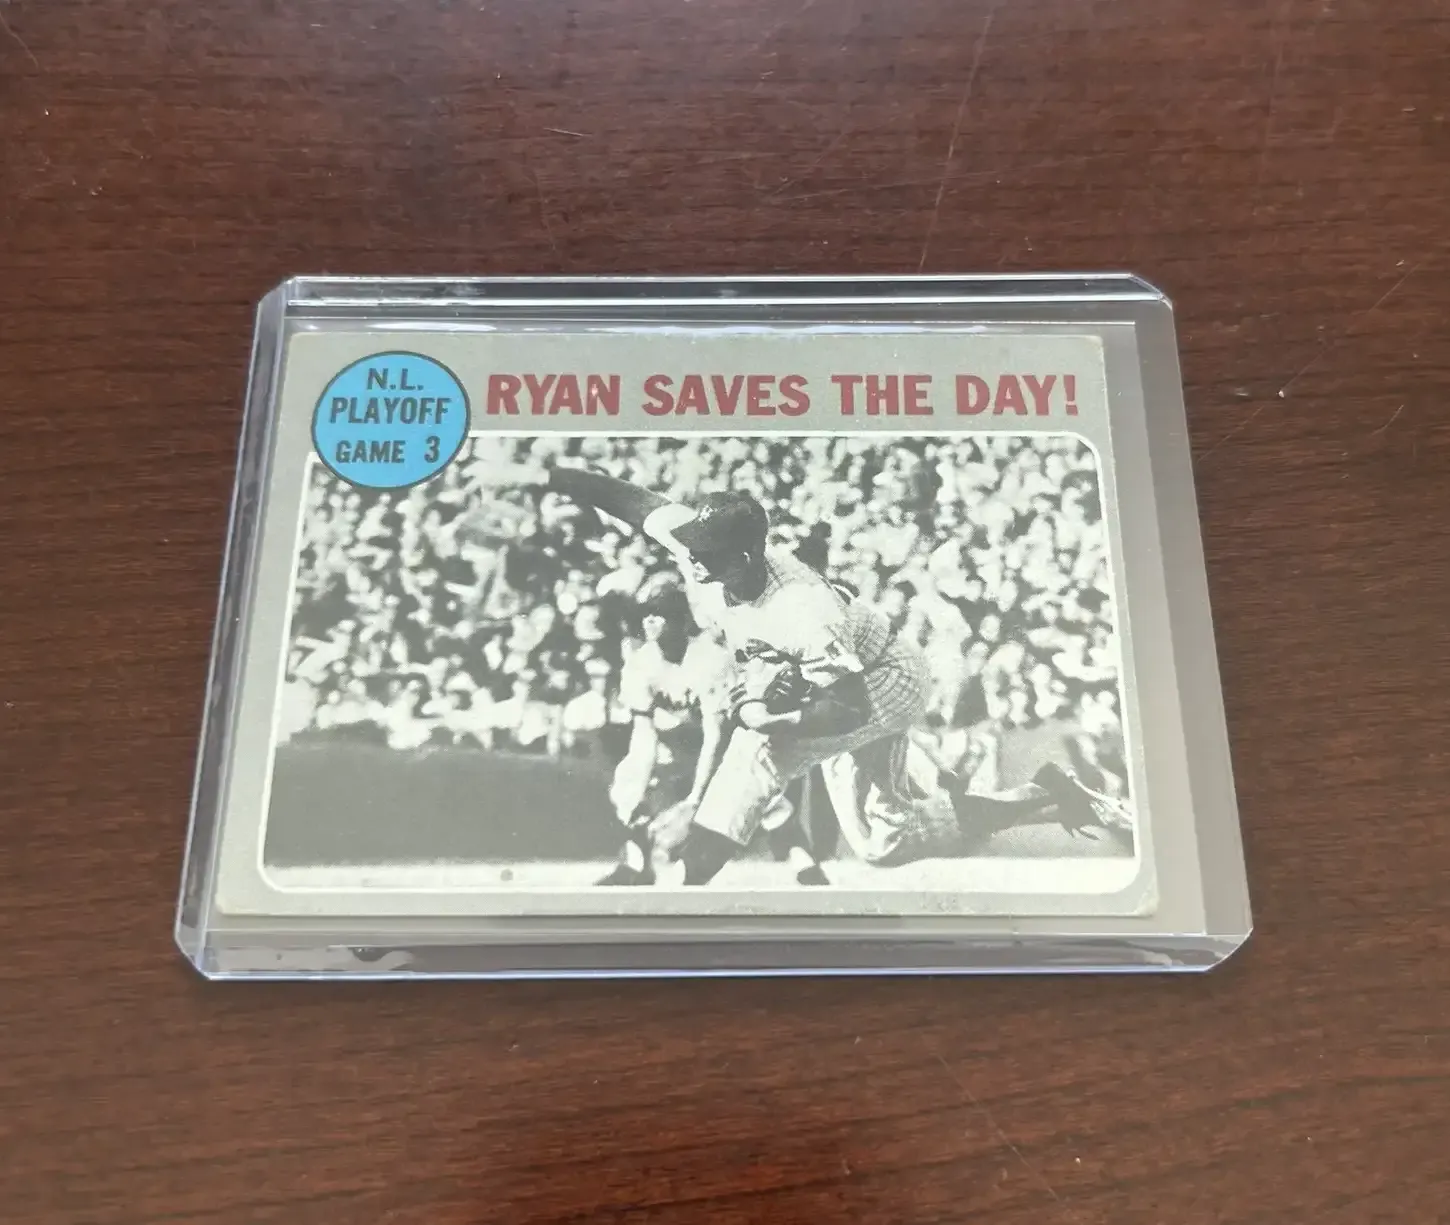 N.L.
PLAYOFF
GAME 3
RYAN SAVES THE DAY!